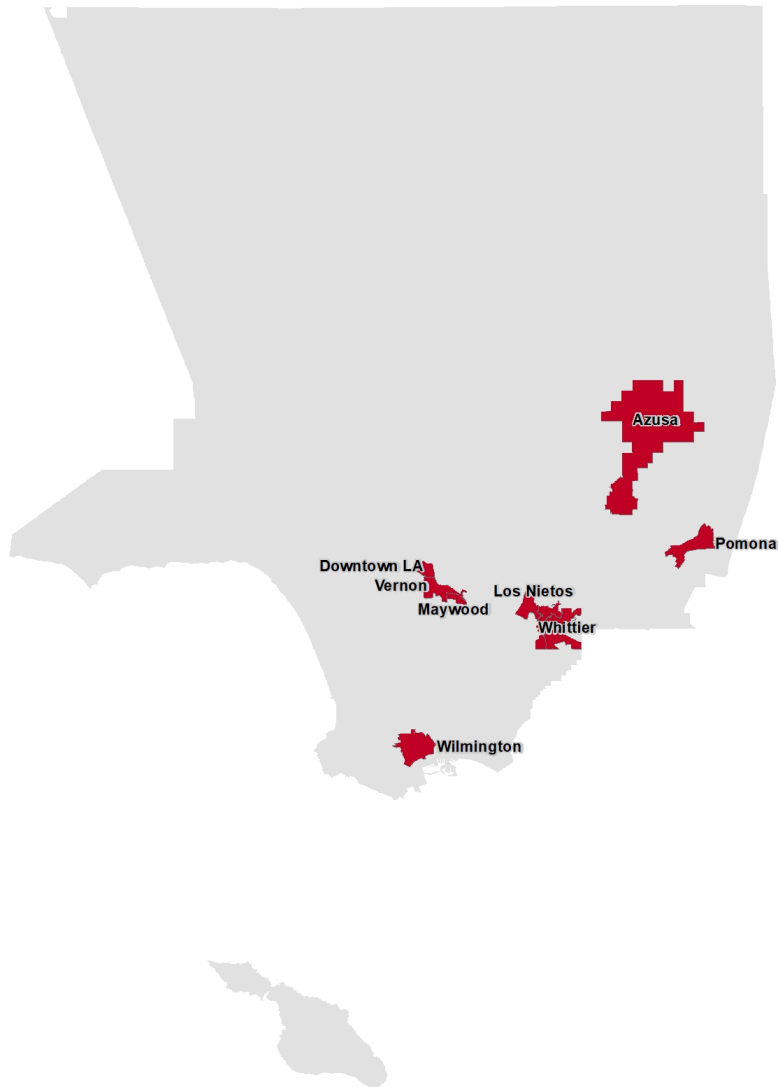 Azusa
Pomona
Downtown LA
Vernon
Maywood
Los Nietos
Whittier
Wilmington